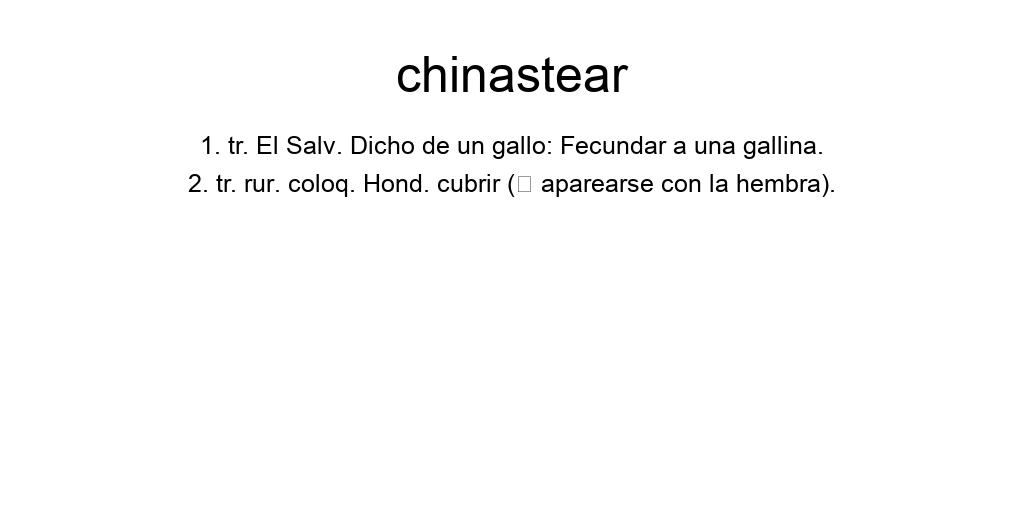 chinastear
1. tr. El Salv. Dicho de un gallo: Fecundar a una gallina.
2. tr. rur. coloq. Hond. cubrir (□ aparearse con la hembra).